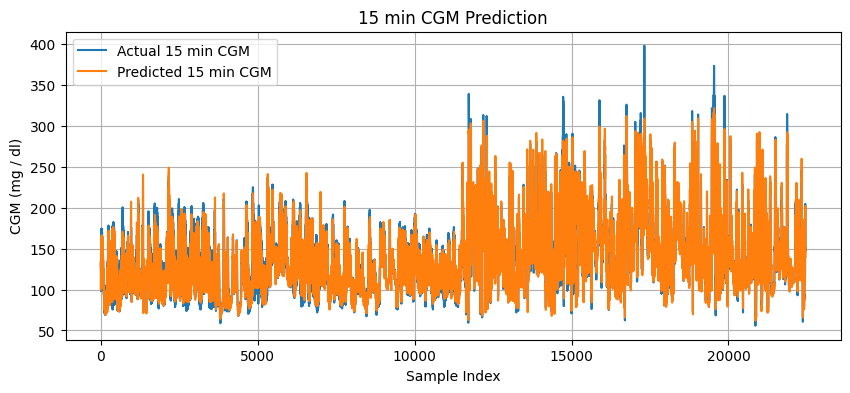 15 min CGM Prediction
Actual 15 min CGM
Predicted 15 min CGM
CGM (mg / dl)
400
350
300
250
200
150
100
50
0
5000
10000
15000
20000
Sample Index